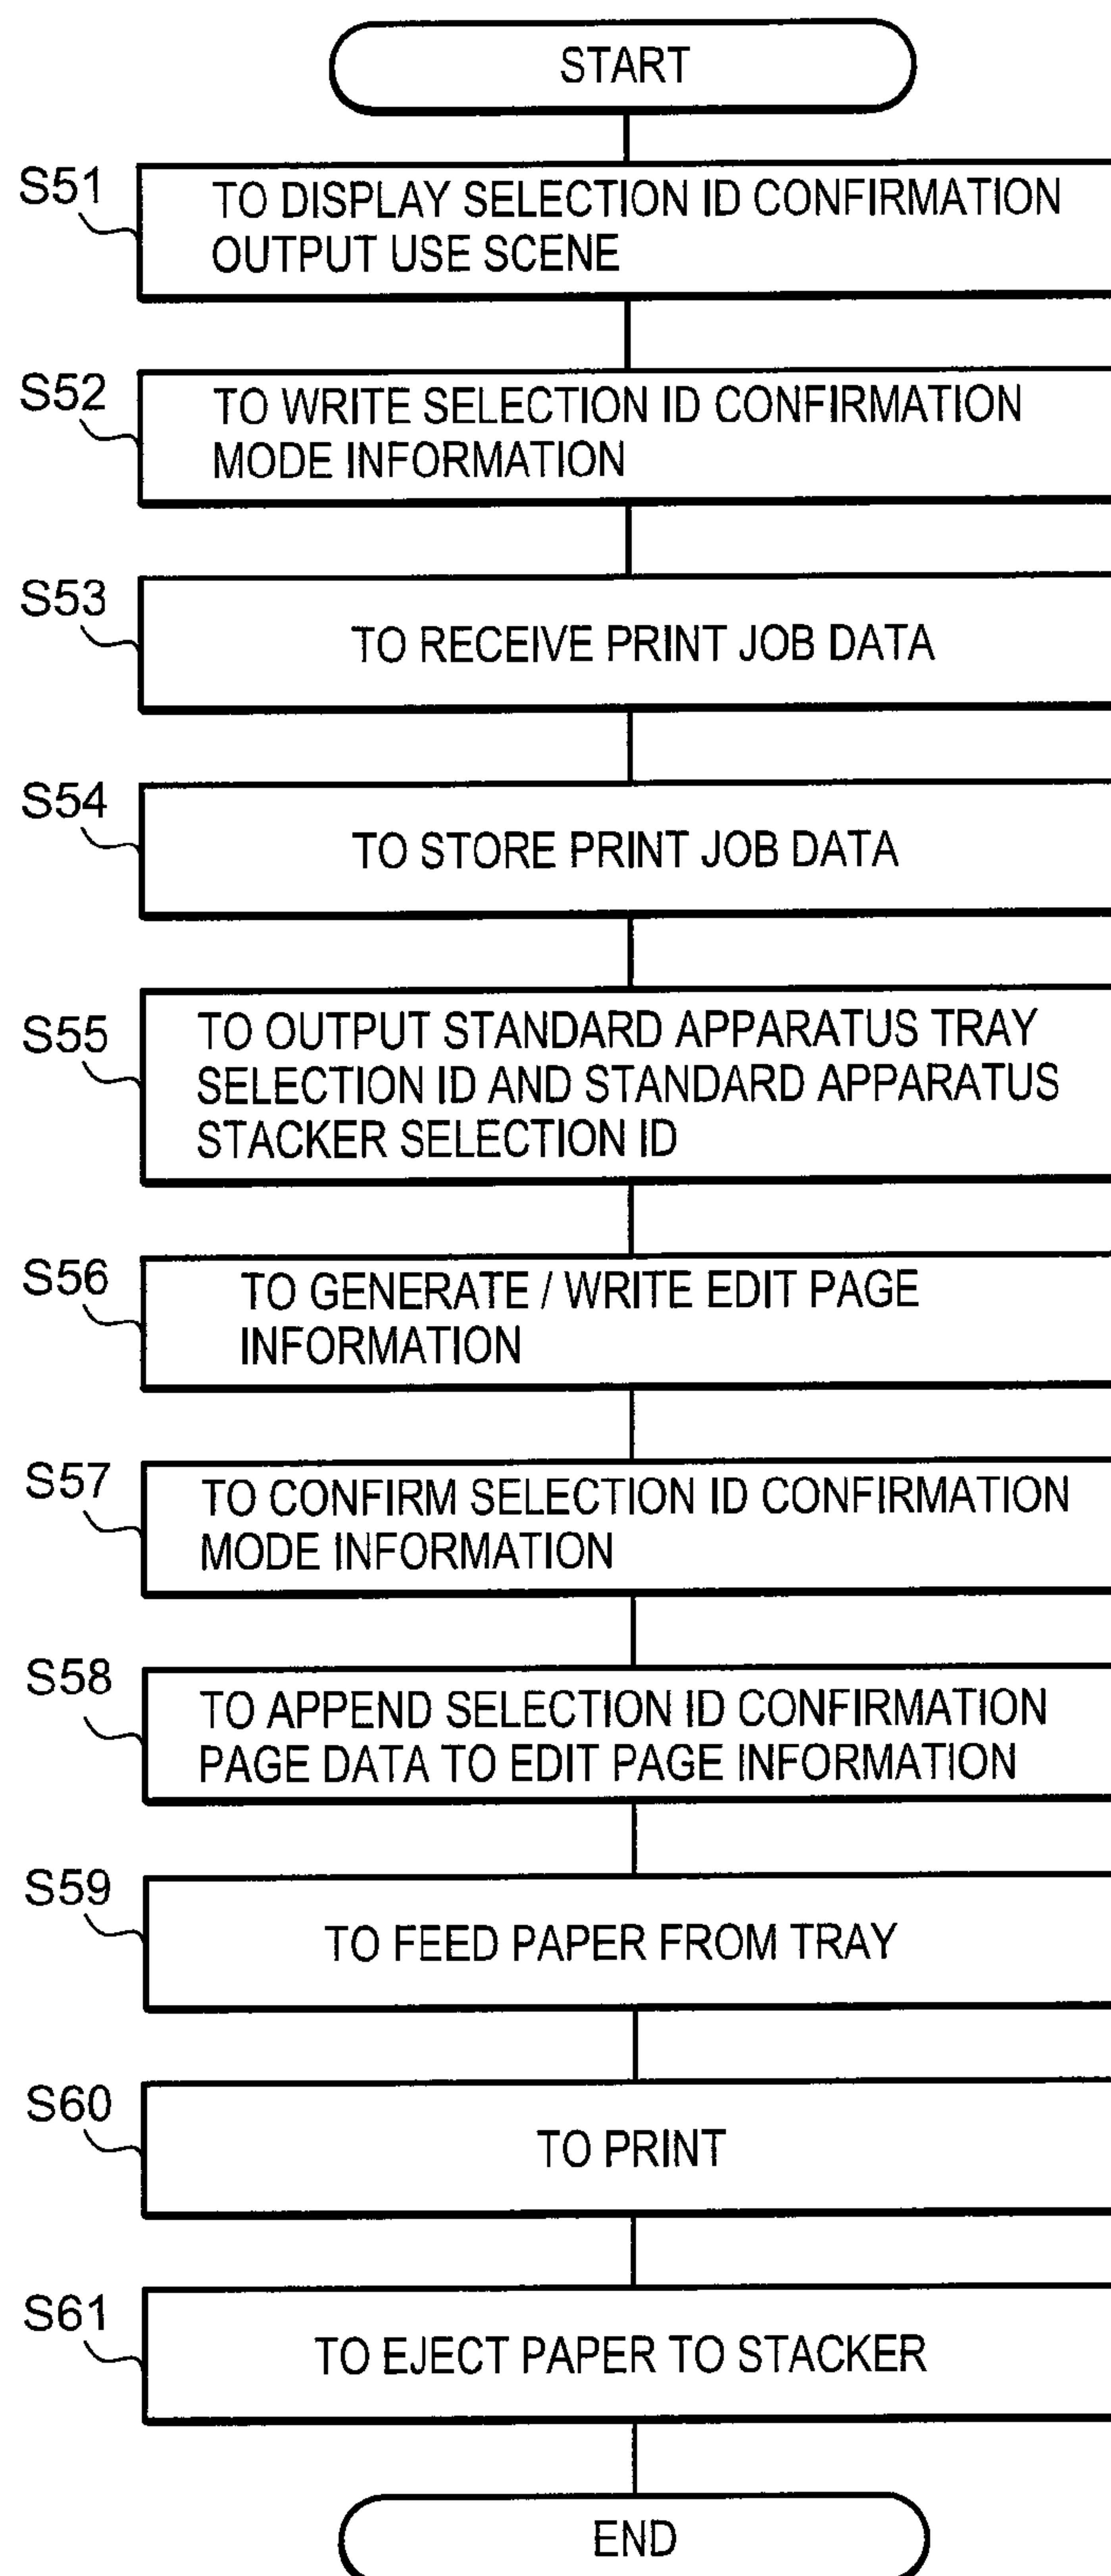 START
S51
TO DISPLAY SELECTION ID CONFIRMATION
OUTPUT USE SCENE
S52
TO WRITE SELECTION ID CONFIRMATION
MODE INFORMATION
S53
TO RECEIVE PRINT JOB DATA
S54
TO STORE PRINT JOB DATA
S55
TO OUTPUT STANDARD APPARATUS TRAY
SELECTION ID AND STANDARD APPARATUS
STACKER SELECTION ID
S56
TO GENERATE / WRITE EDIT PAGE
INFORMATION
S57
TO CONFIRM SELECTION ID CONFIRMATION
MODE INFORMATION
S58
TO APPEND SELECTION ID CONFIRMATION
PAGE DATA TO EDIT PAGE INFORMATION
S59
TO FEED PAPER FROM TRAY
S60
TO PRINT
S61
TO EJECT PAPER TO STACKER
END